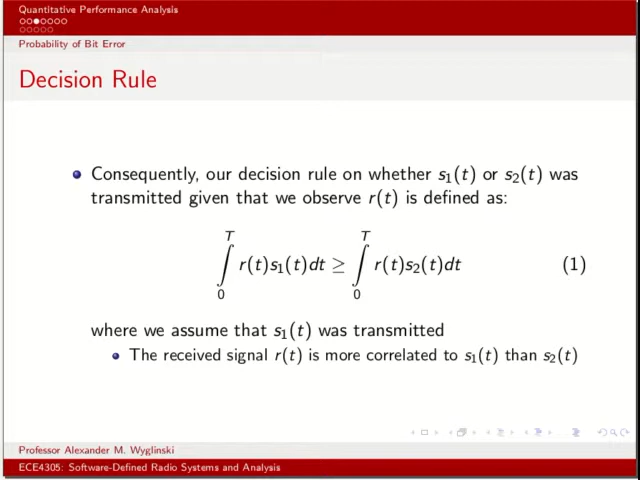 Quantitative Performance Analysis
Probability of Bit Error
Decision Rule
Consequently, our decision rule on whether s₁(t) or s₂(t) was
transmitted given that we observe r(t) is defined as:
∫₀ᵀ r(t)s₁(t)dt ≥ ∫₀ᵀ r(t)s₂(t)dt (1)
where we assume that s₁(t) was transmitted
The received signal r(t) is more correlated to s₁(t) than s₂(t)
Professor Alexander M. Wyglinski
ECE4305: Software-Defined Radio Systems and Analysis